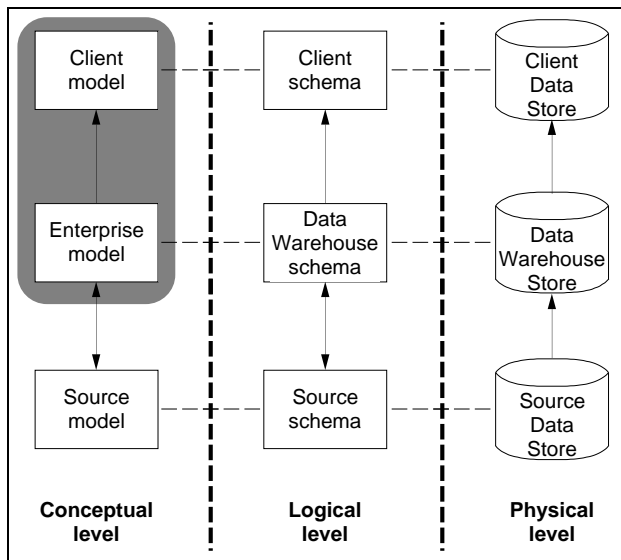 Client
model
Client
schema
Client
Data
Store
Enterprise
model
Data
Warehouse
schema
Data
Warehouse
Store
Source
model
Source
schema
Source
Data
Store
Conceptual
level
Logical
level
Physical
level